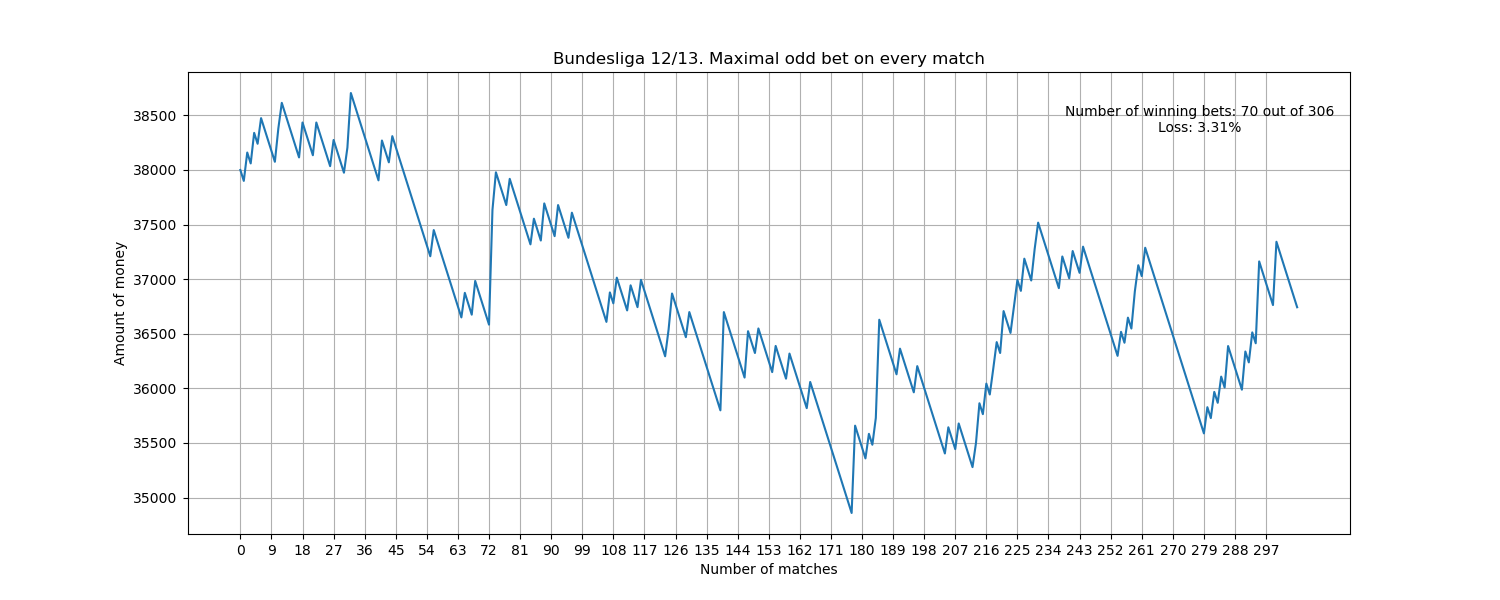 Bundesliga 12/13. Maximal odd bet on every match
Number of winning bets: 70 out of 306
Loss: 3.31%
Amount of money
38500
38000
37500
37000
36500
36000
35500
35000
0 9 18 27 36 45 54 63 72 81 90 99 108 117 126 135 144 153 162 171 180 189 198 207 216 225 234 243 252 261 270 279 288 297
Number of matches